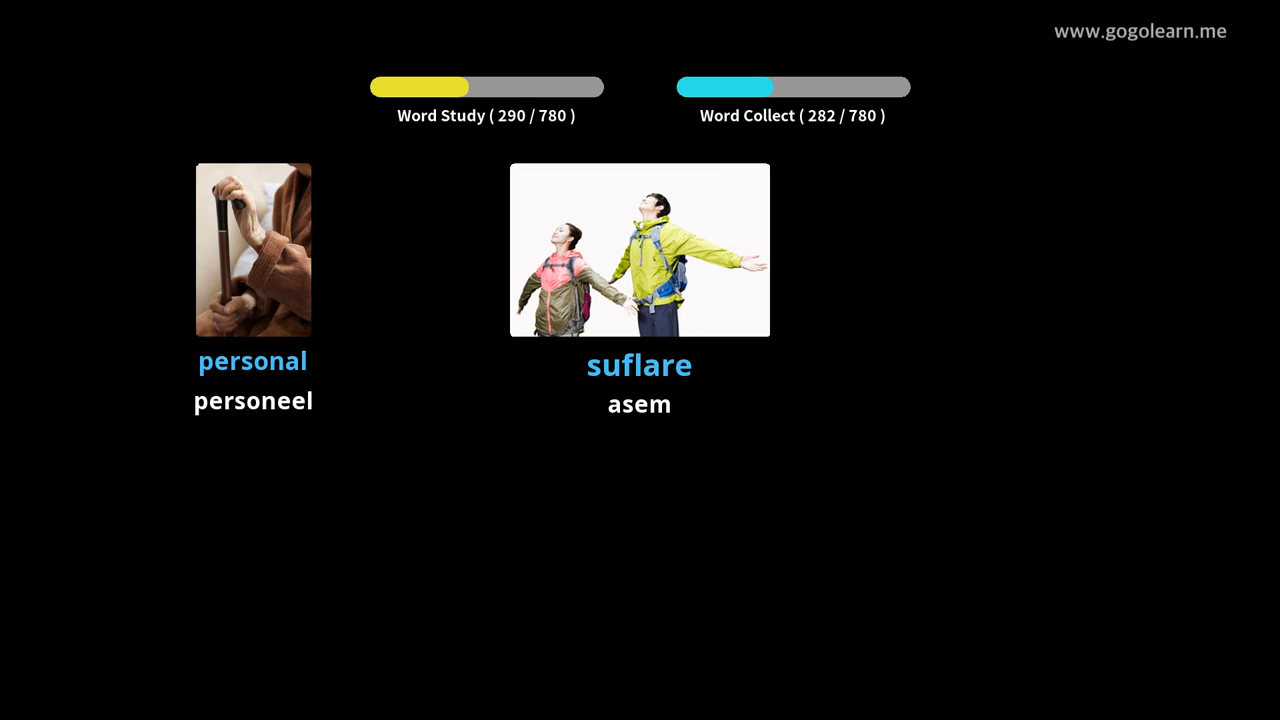 www.gogolearn.me
Word Study ( 290 / 780 )
Word Collect ( 282 / 780 )
personal
personeel
suflare
asem